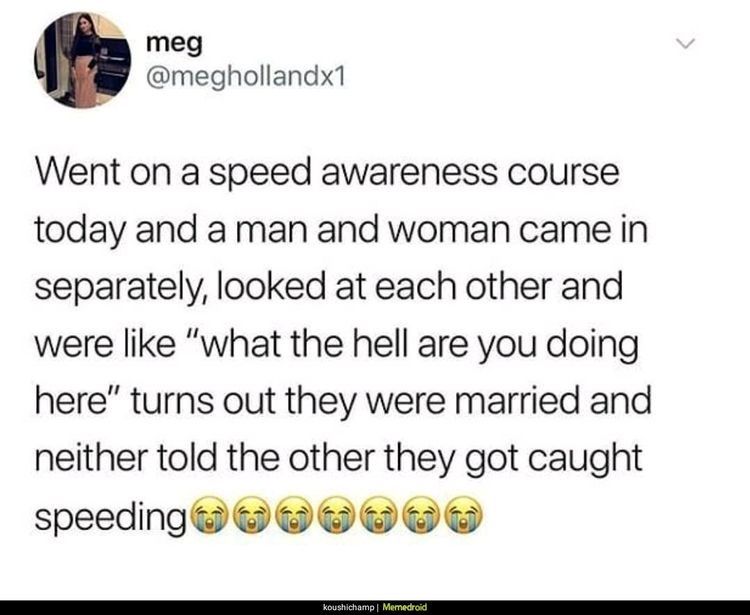 meg
@meghollandx1
Went on a speed awareness course
today and a man and woman came in
separately, looked at each other and
were like "what the hell are you doing
here" turns out they were married and
neither told the other they got caught
speeding😭😭😭😭😭😭😭
koushichamp | Memedroid